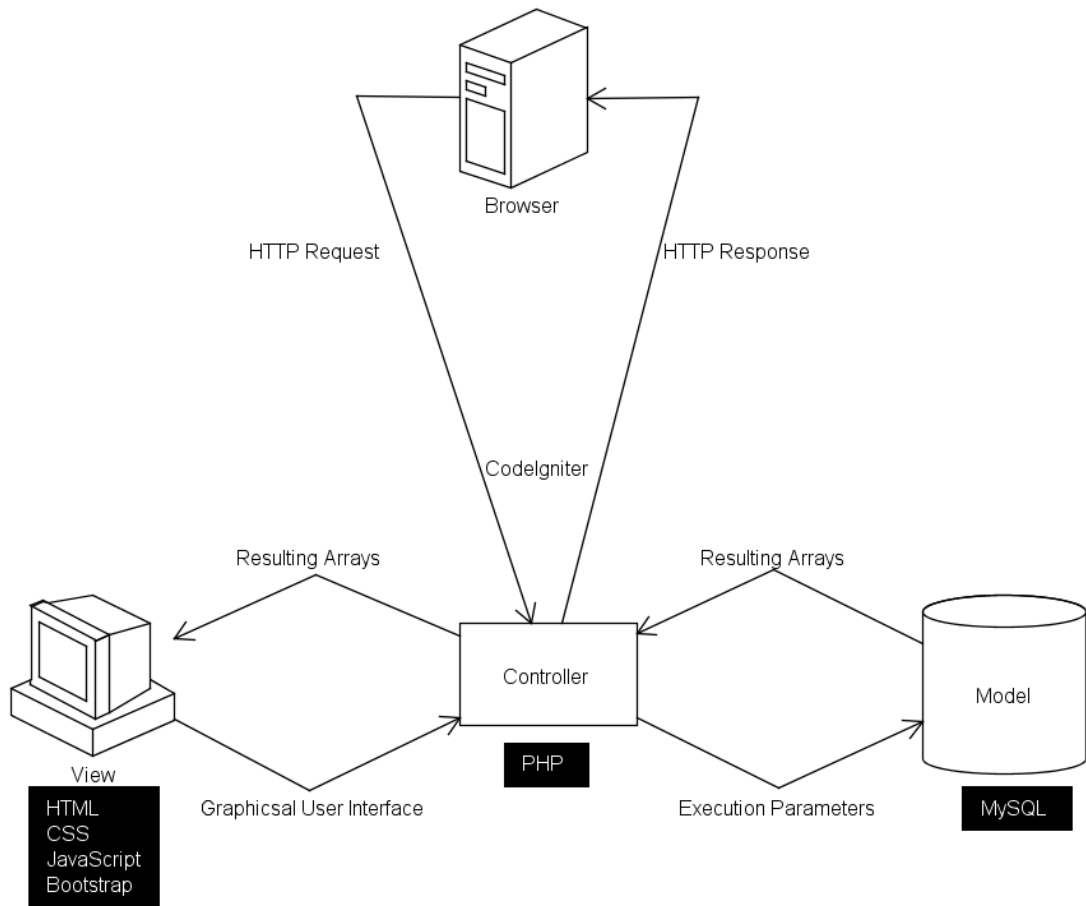 Browser
HTTP Request
HTTP Response
CodeIgniter
Resulting Arrays
Resulting Arrays
Controller
Model
PHP
View
HTML
CSS
JavaScript
Bootstrap
Graphicsal User Interface
Execution Parameters
MySQL